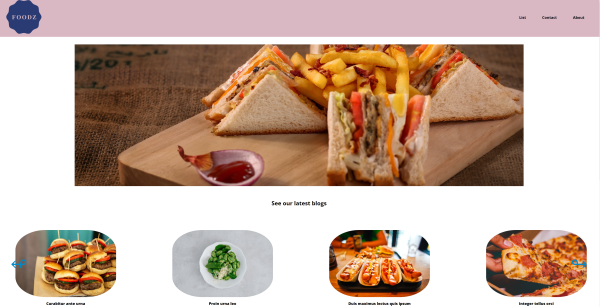 FOODZ
List Contact About
See our latest blogs
Curabitur ante urna
Proin urna leo
Duis maximus lectus quis ipsum
Integer tellus orci